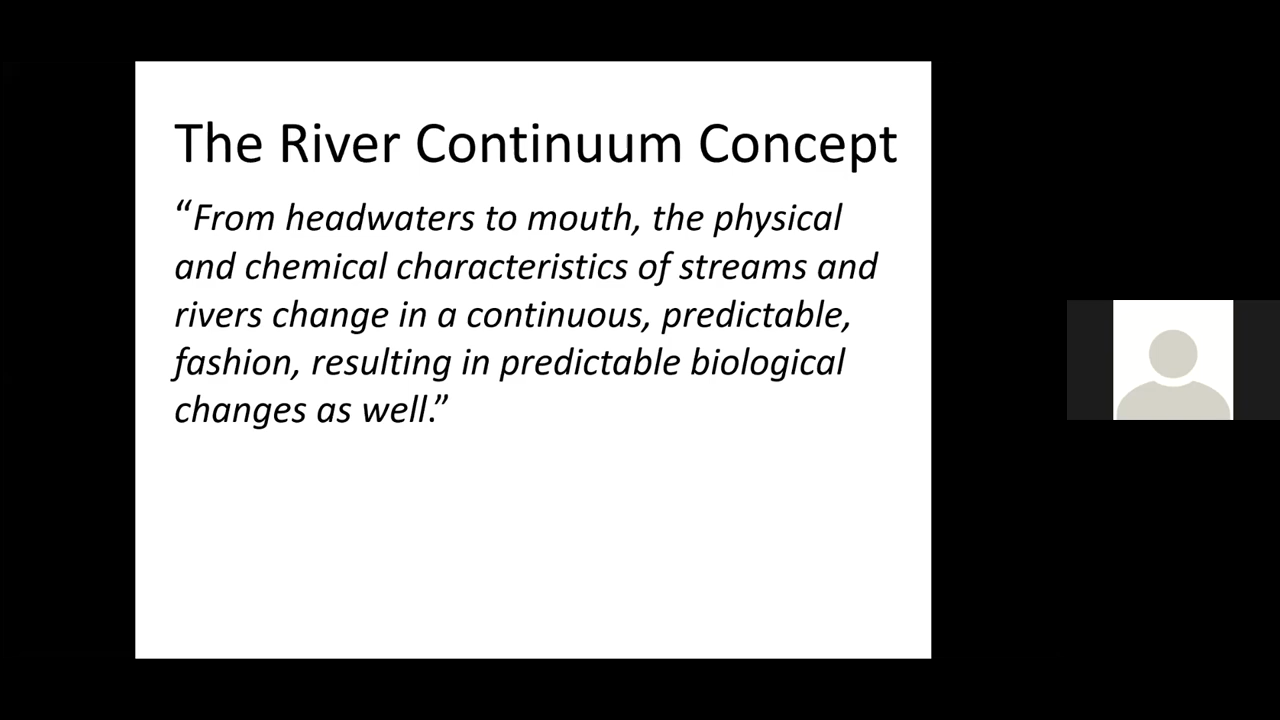 The River Continuum Concept
“From headwaters to mouth, the physical
and chemical characteristics of streams and
rivers change in a continuous, predictable,
fashion, resulting in predictable biological
changes as well.”